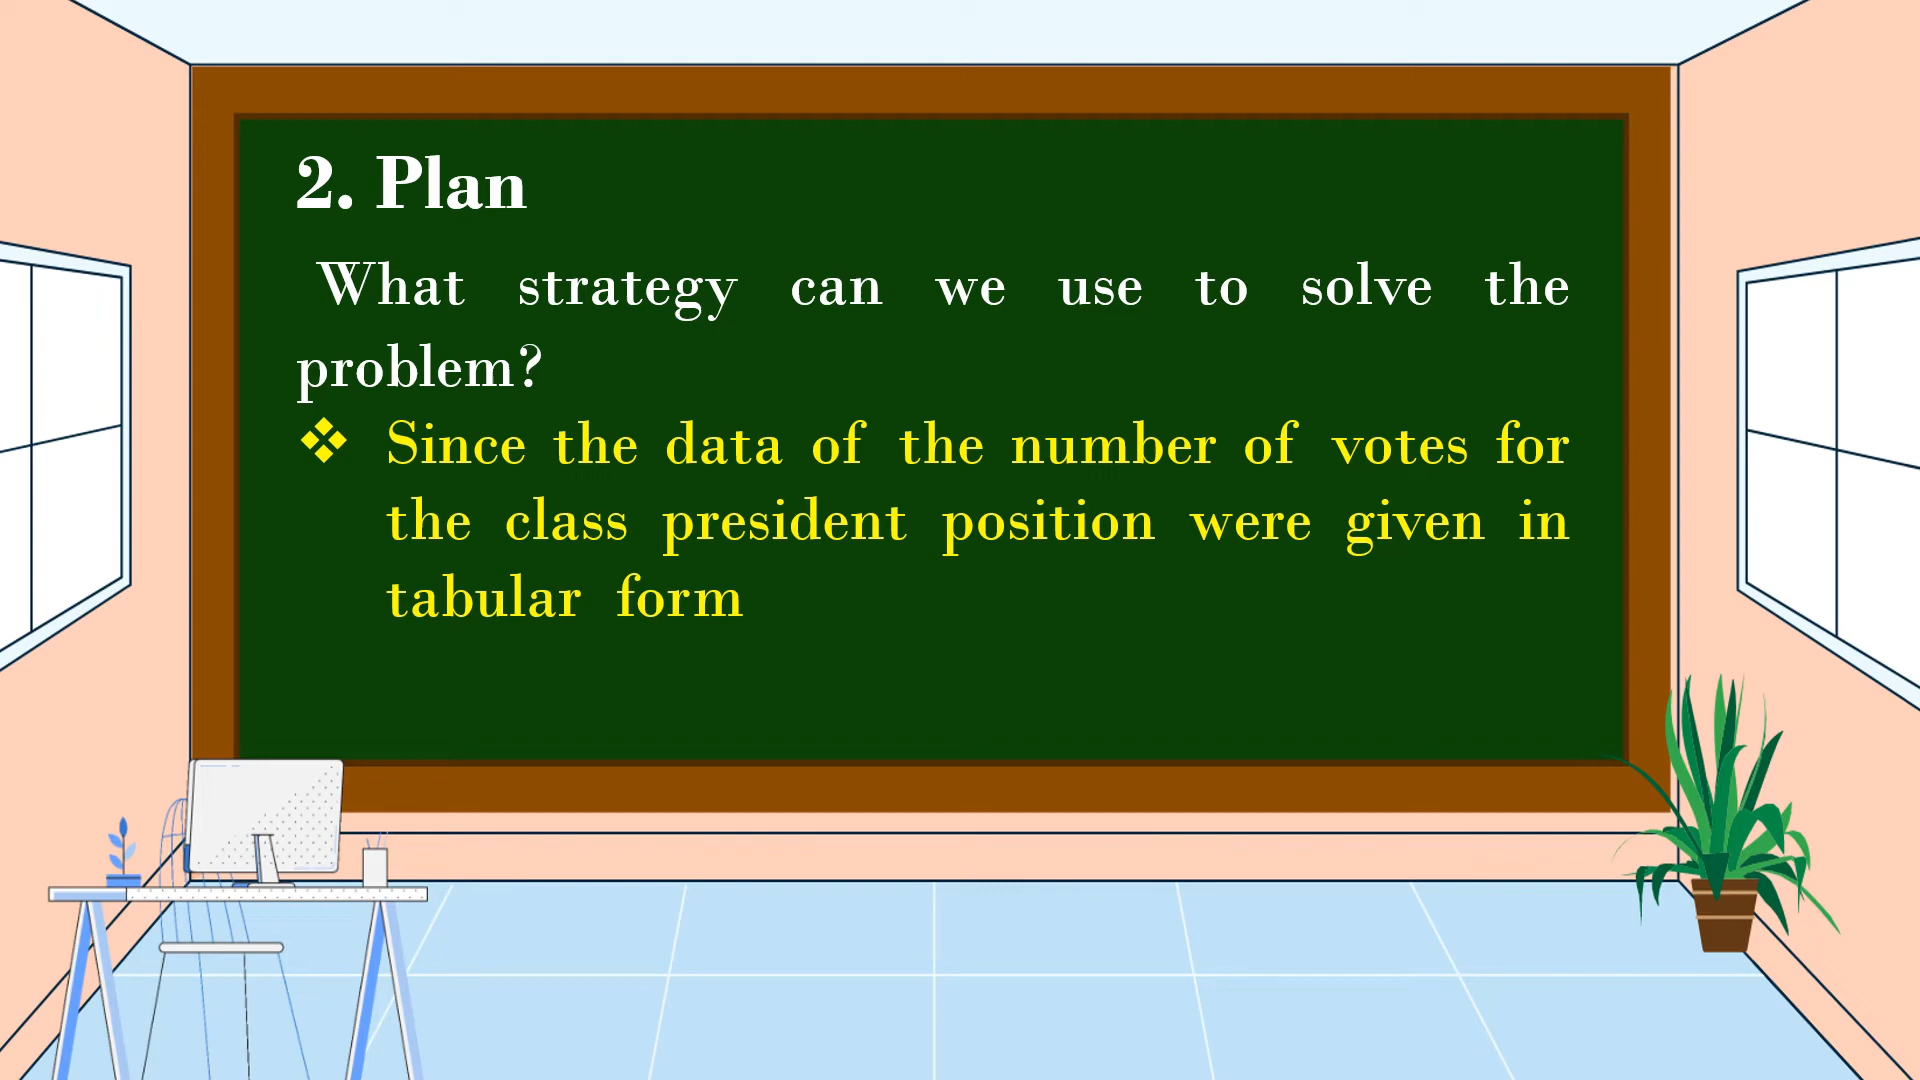 2. Plan
What strategy can we use to solve the
problem?
❖ Since the data of the number of votes for
the class president position were given in
tabular form